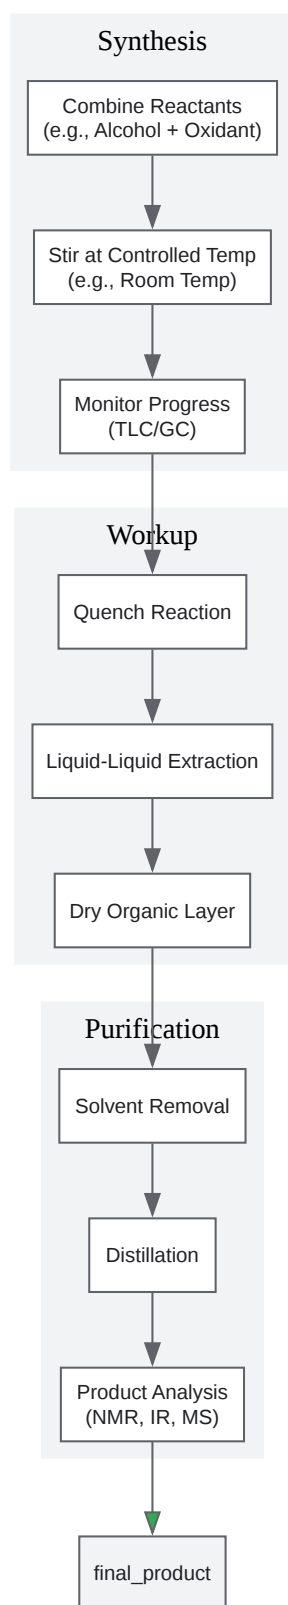 Synthesis
Combine Reactants
(e.g., Alcohol + Oxidant)
Stir at Controlled Temp
(e.g., Room Temp)
Monitor Progress
(TLC/GC)
Workup
Quench Reaction
Liquid-Liquid Extraction
Dry Organic Layer
Purification
Solvent Removal
Distillation
Product Analysis
(NMR, IR, MS)
final_product